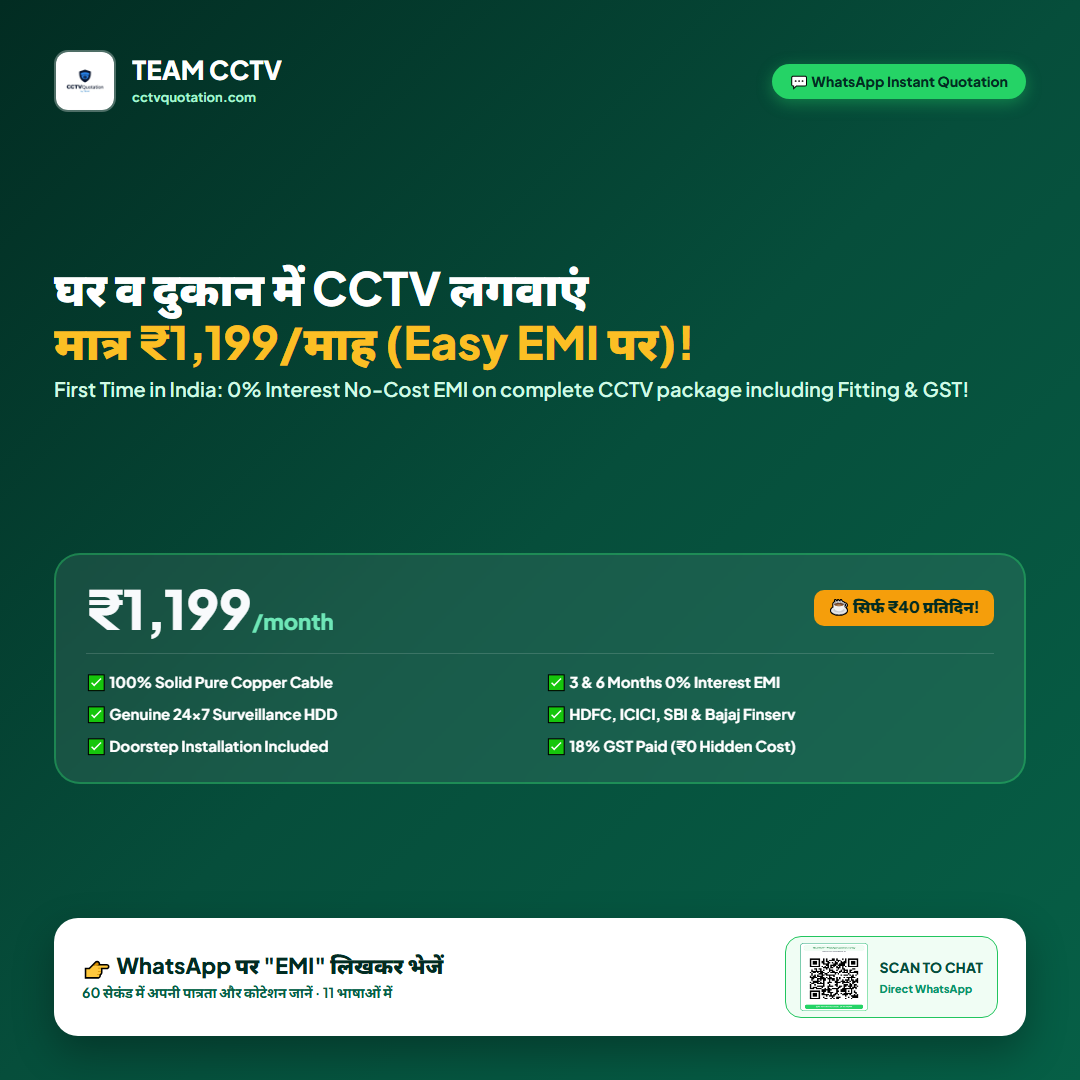 CCTVQuotation
TEAM CCTV
cctvquotation.com
💬 WhatsApp Instant Quotation
घर व दुकान में CCTV लगवाएं
मात्र ₹1,199/माह (Easy EMI पर)!
First Time in India: 0% Interest No-Cost EMI on complete CCTV package including Fitting & GST!
₹1,199/month
☕ सिर्फ ₹40 प्रतिदिन!
✅ 100% Solid Pure Copper Cable
✅ 3 & 6 Months 0% Interest EMI
✅ Genuine 24×7 Surveillance HDD
✅ HDFC, ICICI, SBI & Bajaj Finserv
✅ Doorstep Installation Included
✅ 18% GST Paid (₹0 Hidden Cost)
👉 WhatsApp पर "EMI" लिखकर भेजें
60 सेकंड में अपनी पात्रता और कोटेशन जानें · 11 भाषाओं में
SCAN TO CHAT
Direct WhatsApp